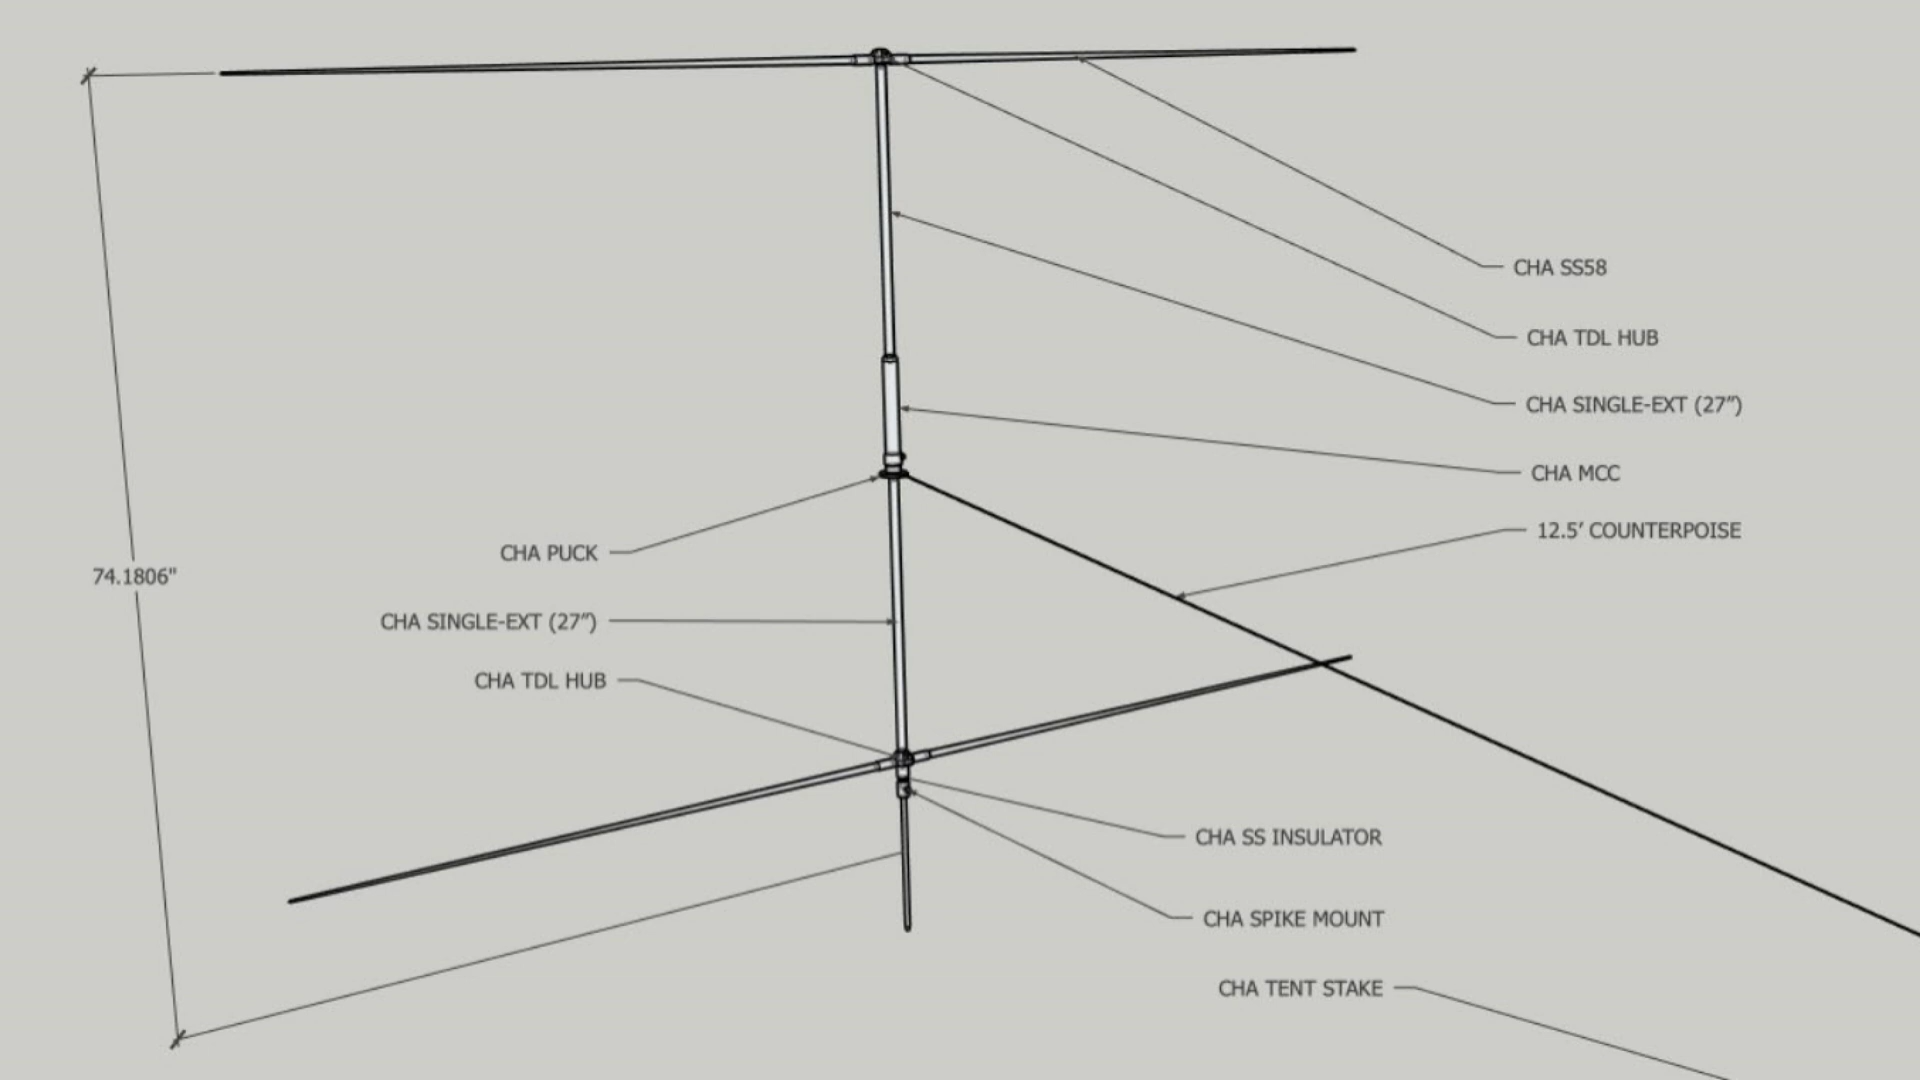 CHA SS58
CHA TDL HUB
CHA SINGLE-EXT (27”)
CHA MCC
12.5’ COUNTERPOISE
CHA PUCK
74.1806"
CHA SINGLE-EXT (27”)
CHA TDL HUB
CHA SS INSULATOR
CHA SPIKE MOUNT
CHA TENT STAKE